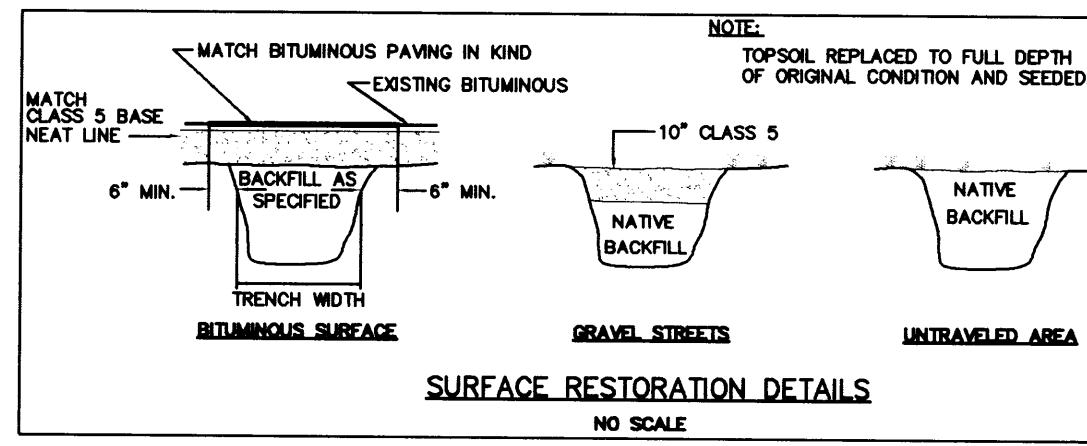 NOTE:
TOPSOIL REPLACED TO FULL DEPTH
OF ORIGINAL CONDITION AND SEEDED
MATCH BITUMINOUS PAVING IN KIND
EXISTING BITUMINOUS
MATCH
CLASS 5 BASE
NEAT LINE
6" MIN.
BACKFILL AS
SPECIFIED
6" MIN.
TRENCH WIDTH
BITUMINOUS SURFACE
10" CLASS 5
NATIVE
BACKFILL
GRAVEL STREETS
NATIVE
BACKFILL
UNTRAVELED AREA
SURFACE RESTORATION DETAILS
NO SCALE